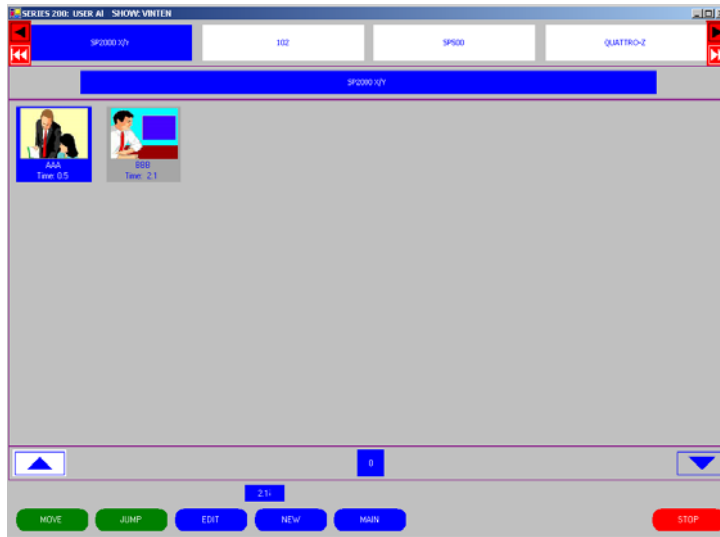 SERIES 200: USER AI SHOW: VINTEN
SP2000 X/Y
102
SP500
QUATTRO-Z
SP2000 X/Y
AAA
Time: 0.5
BBB
Time: 2.1
0
MOVE
JUMP
EDIT
NEW
MAIN
STOP